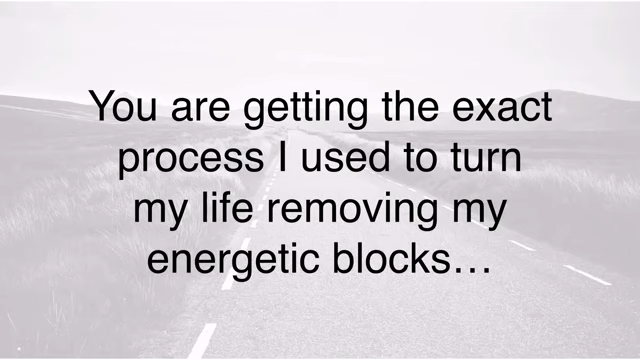 You are getting the exact
process I used to turn
my life removing my
energetic blocks…